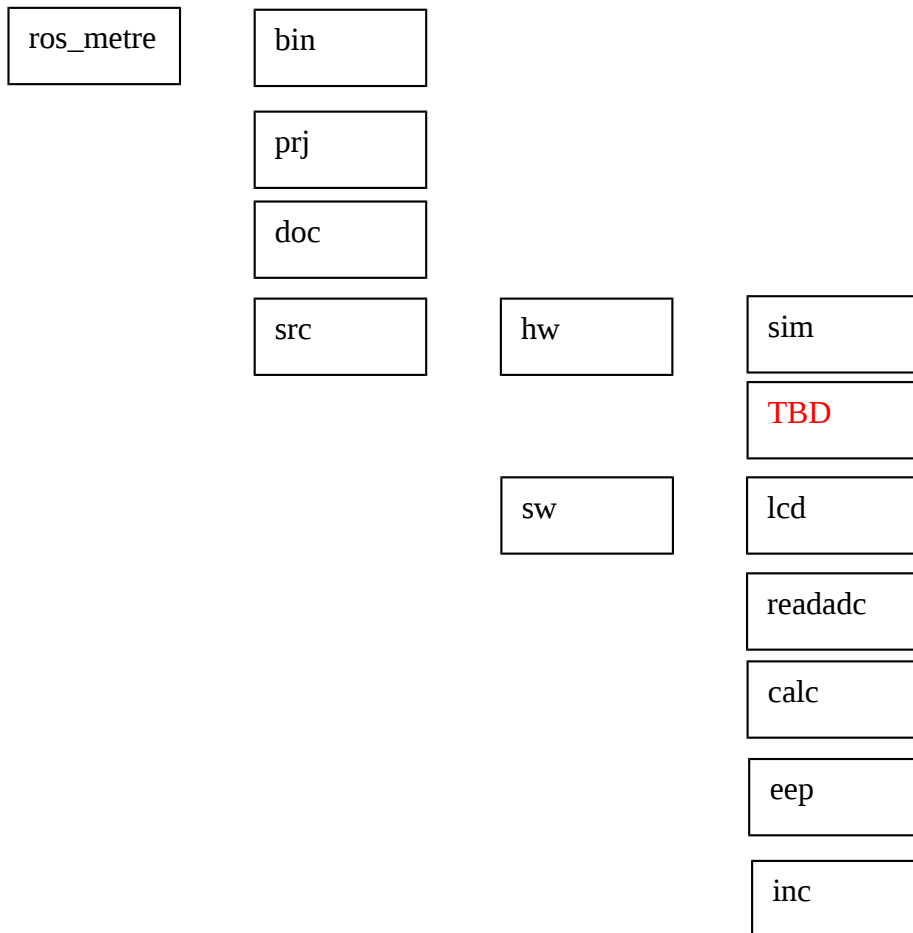 ros_metre
bin
prj
doc
src
hw
sim
TBD
sw
lcd
readadc
calc
eep
inc